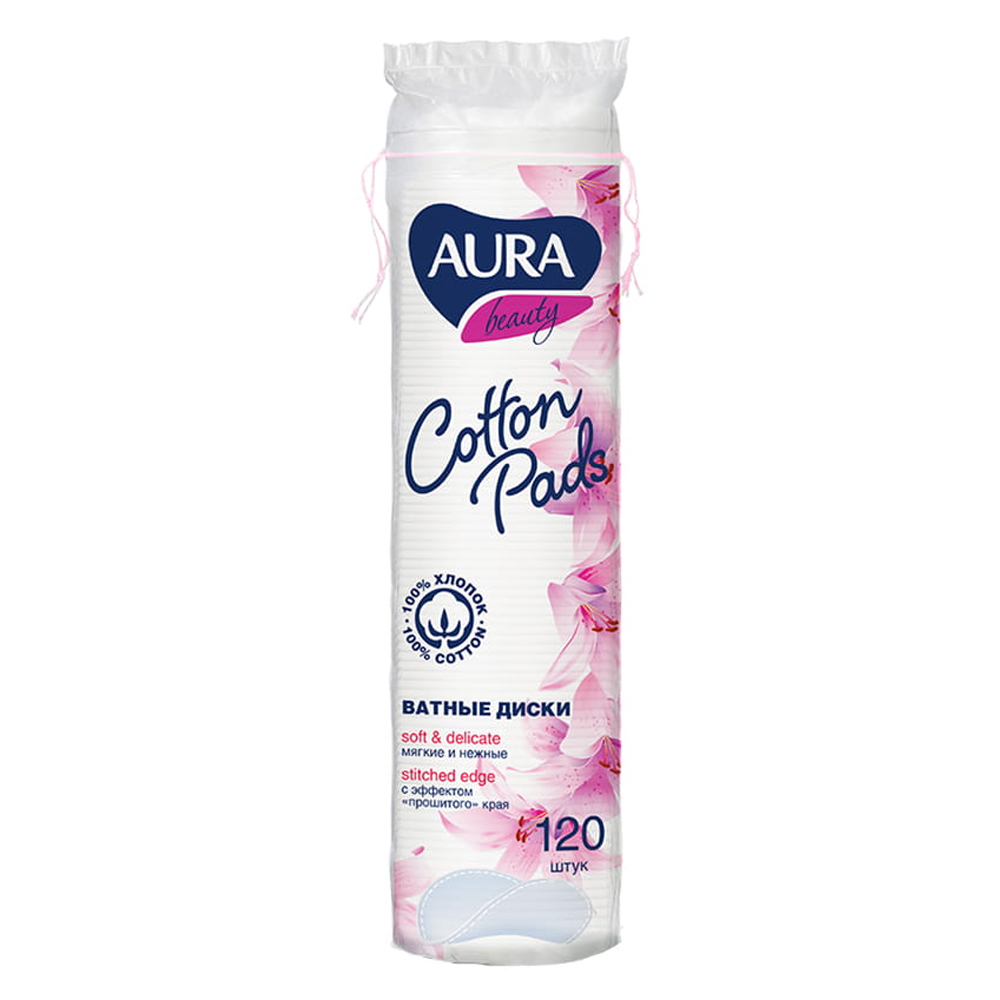 AURA
beauty
Cotton
Pads
100% ХЛОПОК
100% COTTON
ВАТНЫЕ ДИСКИ
soft & delicate
мягкие и нежные
stitched edge
с эффектом
«прошитого» края
120
штук